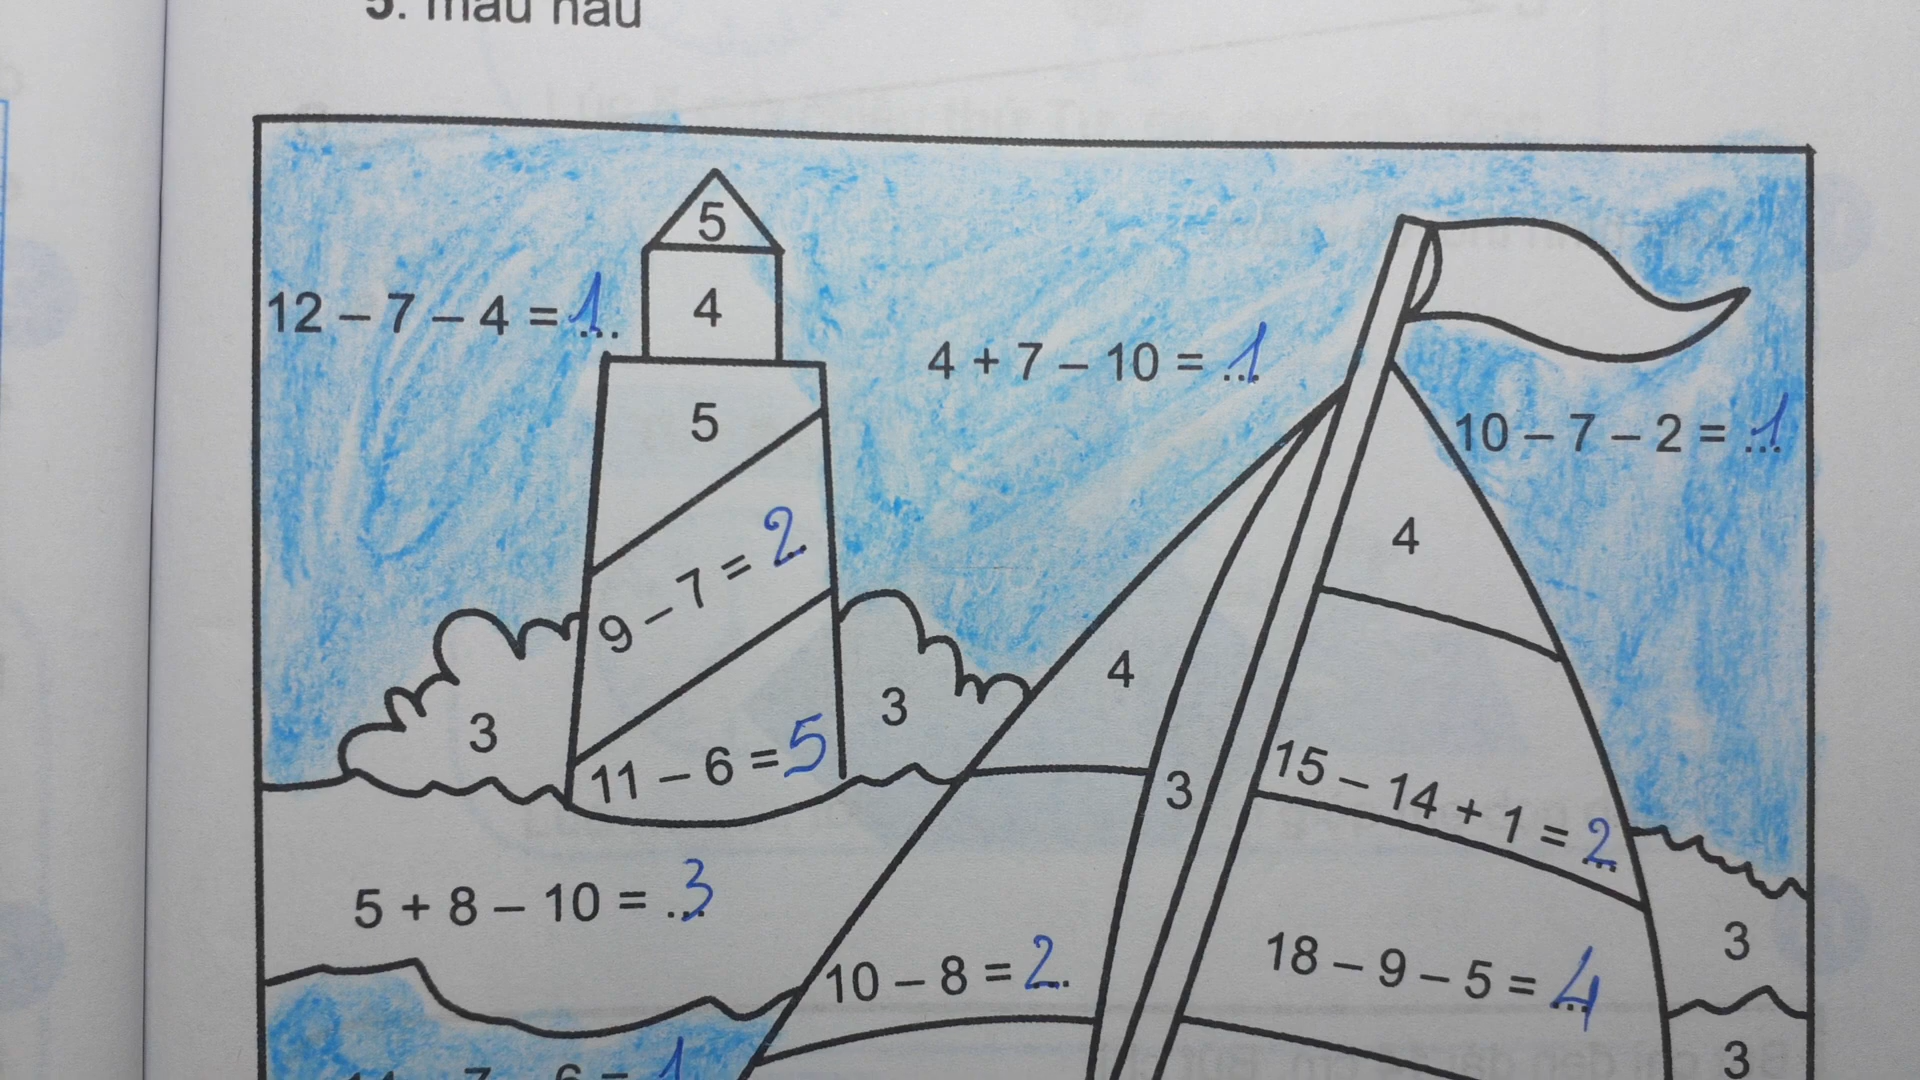 5. màu nâu
5
12 – 7 – 4 = 1
4
4 + 7 – 10 = 1
5
10 – 7 – 2 = 1
4
9 – 7 = 2
4
3
3
11 – 6 = 5
3
15 – 14 + 1 = 2
5 + 8 – 10 = 3
10 – 8 = 2
18 – 9 – 5 = 4
3
3